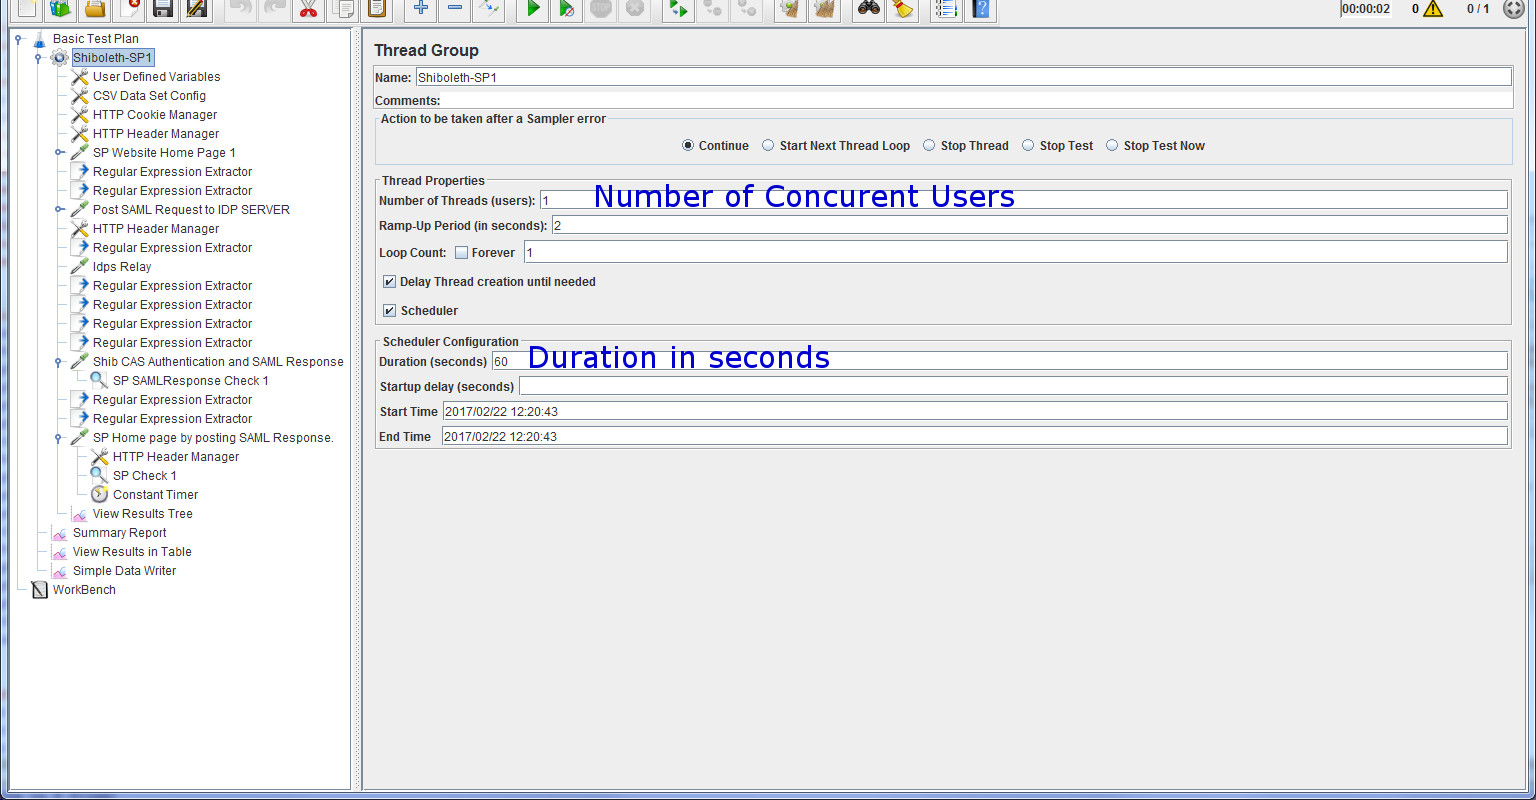 00:00:02 0 0 / 1
Basic Test Plan
Shiboleth-SP1
User Defined Variables
CSV Data Set Config
HTTP Cookie Manager
HTTP Header Manager
SP Website Home Page 1
Regular Expression Extractor
Regular Expression Extractor
Post SAML Request to IDP SERVER
HTTP Header Manager
Regular Expression Extractor
Idps Relay
Regular Expression Extractor
Regular Expression Extractor
Regular Expression Extractor
Regular Expression Extractor
Shib CAS Authentication and SAML Response
SP SAMLResponse Check 1
Regular Expression Extractor
Regular Expression Extractor
SP Home page by posting SAML Response.
HTTP Header Manager
SP Check 1
Constant Timer
View Results Tree
Summary Report
View Results in Table
Simple Data Writer
WorkBench
Thread Group
Name: Shiboleth-SP1
Comments:
Action to be taken after a Sampler error
Continue Start Next Thread Loop Stop Thread Stop Test Stop Test Now
Thread Properties
Number of Threads (users): 1 Number of Concurent Users
Ramp-Up Period (in seconds): 2
Loop Count: Forever 1
Delay Thread creation until needed
Scheduler
Scheduler Configuration
Duration (seconds) 60 Duration in seconds
Startup delay (seconds)
Start Time 2017/02/22 12:20:43
End Time 2017/02/22 12:20:43